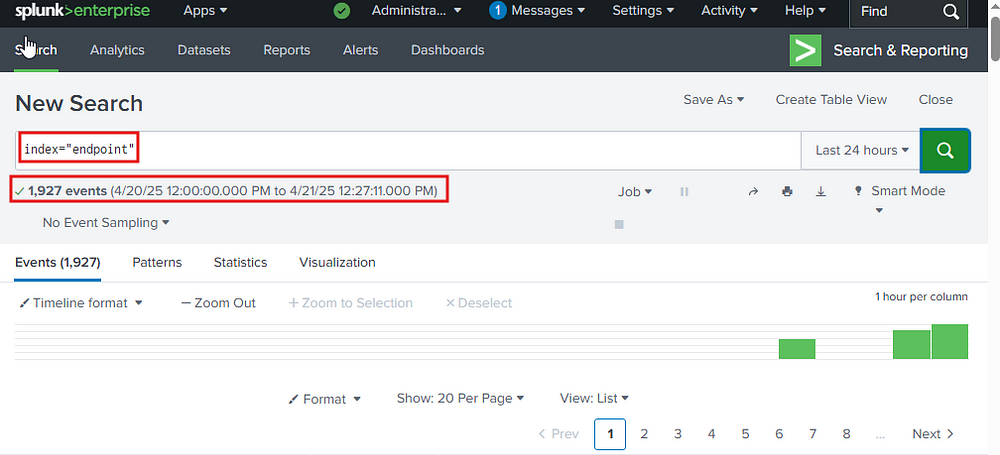 splunk>enterprise Apps Administra... 1 Messages Settings Activity Help Find
Search Analytics Datasets Reports Alerts Dashboards > Search & Reporting
New Search Save As Create Table View Close
index="endpoint" Last 24 hours
✓ 1,927 events (4/20/25 12:00:00.000 PM to 4/21/25 12:27:11.000 PM) Job Smart Mode
No Event Sampling
Events (1,927) Patterns Statistics Visualization
Timeline format — Zoom Out + Zoom to Selection × Deselect 1 hour per column
Format Show: 20 Per Page View: List
< Prev 1 2 3 4 5 6 7 8 ... Next >